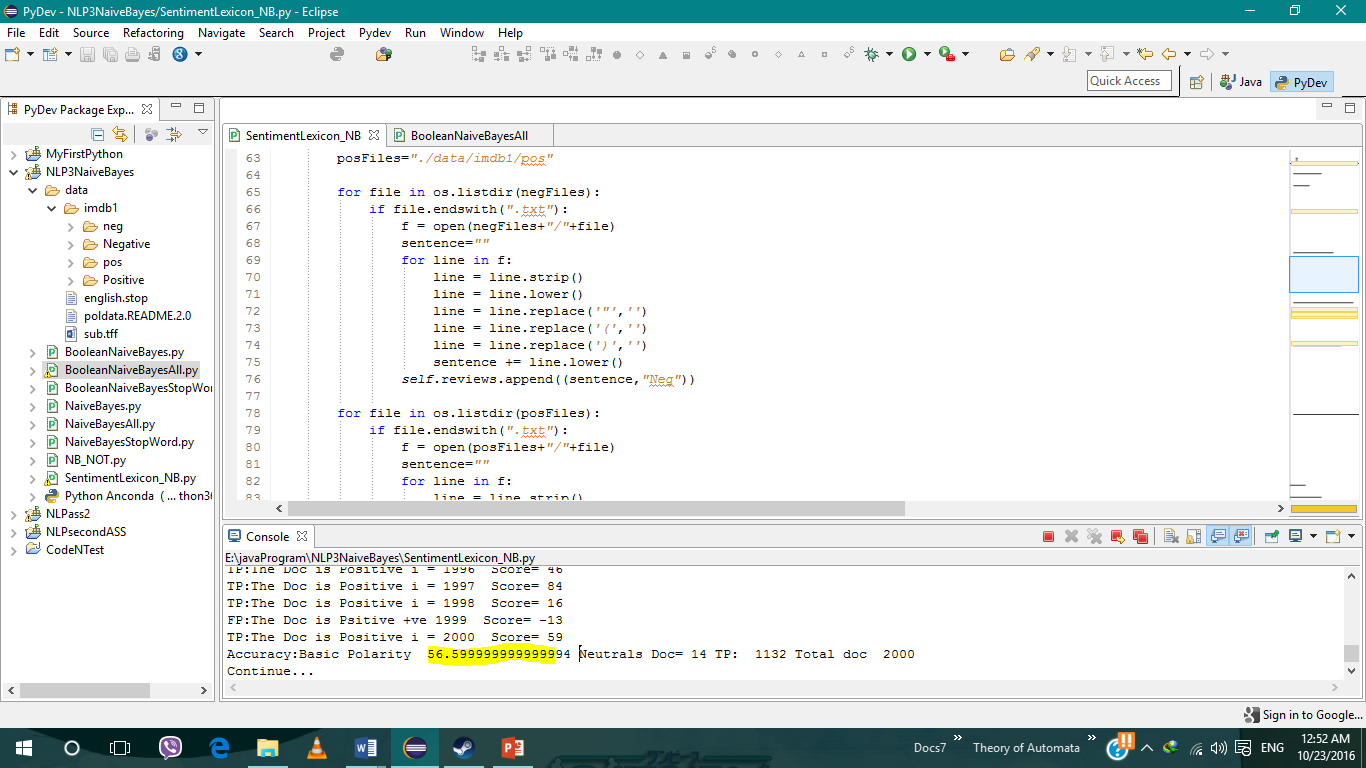 PyDev - NLP3NaiveBayes/SentimentLexicon_NB.py - Eclipse
File Edit Source Refactoring Navigate Search Project Pydev Run Window Help
Quick Access
Java
PyDev
PyDev Package Exp...
MyFirstPython
NLP3NaiveBayes
data
imdb1
neg
Negative
pos
Positive
english.stop
poldata.README.2.0
sub.tff
BooleanNaiveBayes.py
BooleanNaiveBayesAll.py
BooleanNaiveBayesStopWor
NaiveBayes.py
NaiveBayesAll.py
NaiveBayesStopWord.py
NB_NOT.py
SentimentLexicon_NB.py
Python Anconda ( ... thon36
NLPass2
NLPsecondASS
CodeNTest
SentimentLexicon_NB
BooleanNaiveBayesAll
63 posFiles="./data/imdb1/pos"
64
65 for file in os.listdir(negFiles):
66 if file.endswith(".txt"):
67 f = open(negFiles+"/"+file)
68 sentence=""
69 for line in f:
70 line = line.strip()
71 line = line.lower()
72 line = line.replace('"','')
73 line = line.replace('(','')
74 line = line.replace(')','')
75 sentence += line.lower()
76 self.reviews.append((sentence,"Neg"))
77
78 for file in os.listdir(posFiles):
79 if file.endswith(".txt"):
80 f = open(posFiles+"/"+file)
81 sentence=""
82 for line in f:
83 line = line.strip()
Console
E:\javaProgram\NLP3NaiveBayes\SentimentLexicon_NB.py
TP:The Doc is Positive i = 1996 Score= 46
TP:The Doc is Positive i = 1997 Score= 84
TP:The Doc is Positive i = 1998 Score= 16
FP:The Doc is Psitive +ve 1999 Score= -13
TP:The Doc is Positive i = 2000 Score= 59
Accuracy:Basic Polarity 56.599999999999994 Neutrals Doc= 14 TP: 1132 Total doc 2000
Continue...
Sign in to Google...
Docs7 Theory of Automata ENG
12:52 AM
10/23/2016